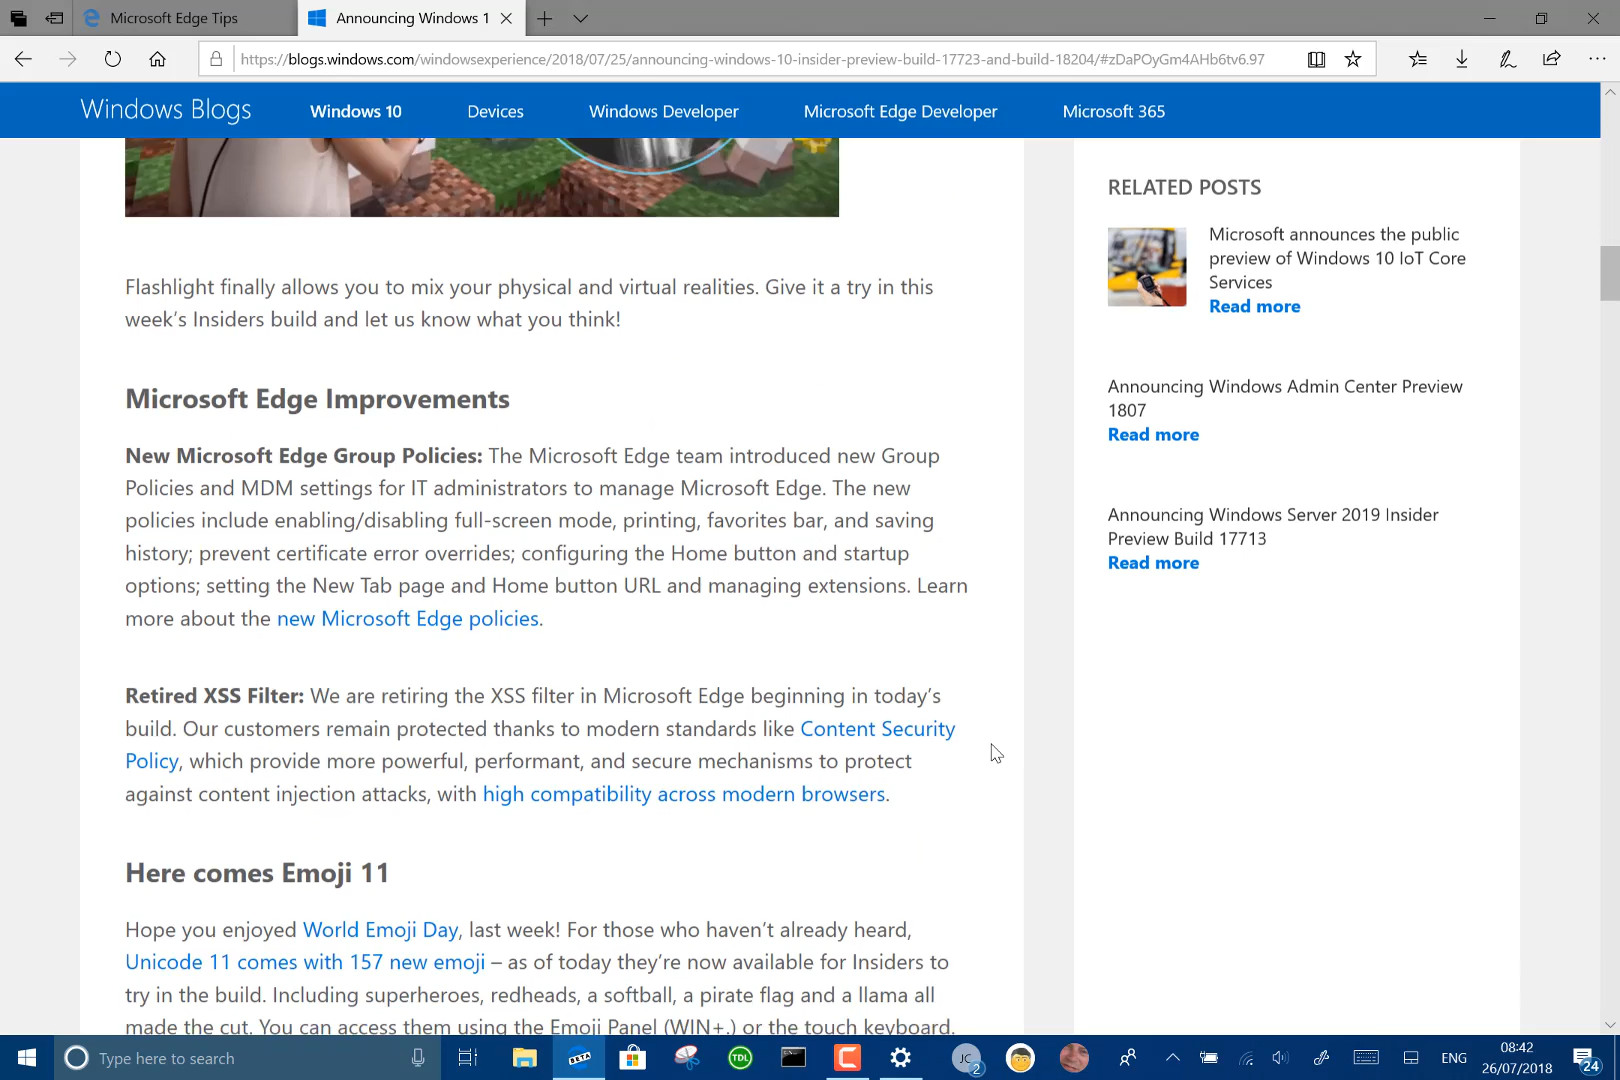 Microsoft Edge Tips
Announcing Windows 1
https://blogs.windows.com/windowsexperience/2018/07/25/announcing-windows-10-insider-preview-build-17723-and-build-18204/#zDaPOyGm4AHb6tv6.97
Windows Blogs
Windows 10
Devices
Windows Developer
Microsoft Edge Developer
Microsoft 365
Flashlight finally allows you to mix your physical and virtual realities. Give it a try in this
week’s Insiders build and let us know what you think!
Microsoft Edge Improvements
New Microsoft Edge Group Policies: The Microsoft Edge team introduced new Group
Policies and MDM settings for IT administrators to manage Microsoft Edge. The new
policies include enabling/disabling full-screen mode, printing, favorites bar, and saving
history; prevent certificate error overrides; configuring the Home button and startup
options; setting the New Tab page and Home button URL and managing extensions. Learn
more about the new Microsoft Edge policies.
Retired XSS Filter: We are retiring the XSS filter in Microsoft Edge beginning in today’s
build. Our customers remain protected thanks to modern standards like Content Security
Policy, which provide more powerful, performant, and secure mechanisms to protect
against content injection attacks, with high compatibility across modern browsers.
Here comes Emoji 11
Hope you enjoyed World Emoji Day, last week! For those who haven’t already heard,
Unicode 11 comes with 157 new emoji – as of today they’re now available for Insiders to
try in the build. Including superheroes, redheads, a softball, a pirate flag and a llama all
made the cut. You can access them using the Emoji Panel (WIN+.) or the touch keyboard.
RELATED POSTS
Microsoft announces the public
preview of Windows 10 IoT Core
Services
Read more
Announcing Windows Admin Center Preview
1807
Read more
Announcing Windows Server 2019 Insider
Preview Build 17713
Read more
Type here to search
BETA
TDL
JC
2
ENG
08:42
26/07/2018
24